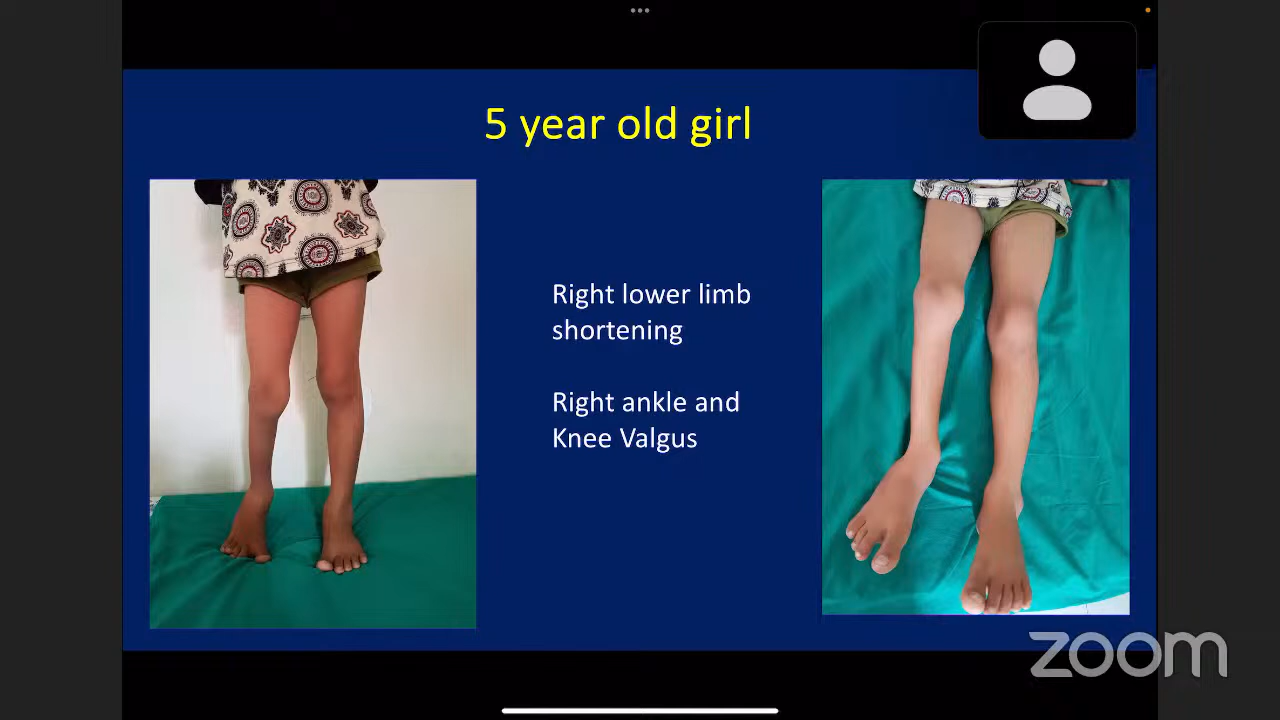 5 year old girl
Right lower limb
shortening
Right ankle and
Knee Valgus
zoom